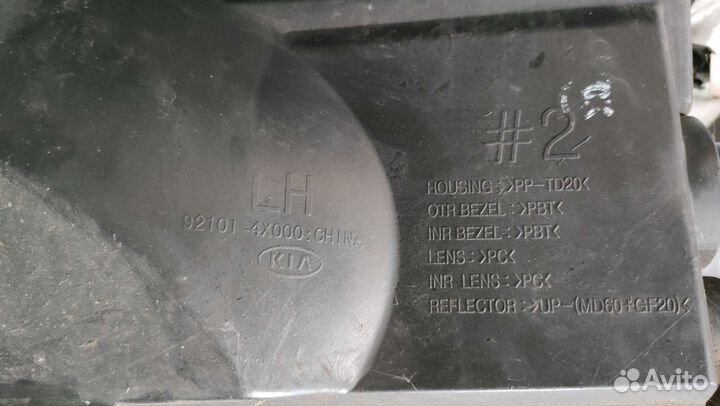 #2
LH
92101-4X000:CHINA
KIA
HOUSING:>PP-TD20<
OTR BEZEL:>PBT<
INR BEZEL:>PBT<
LENS:>PC<
INR LENS:>PC<
REFLECTOR:>UP-(MD60+GF20)<
Avito